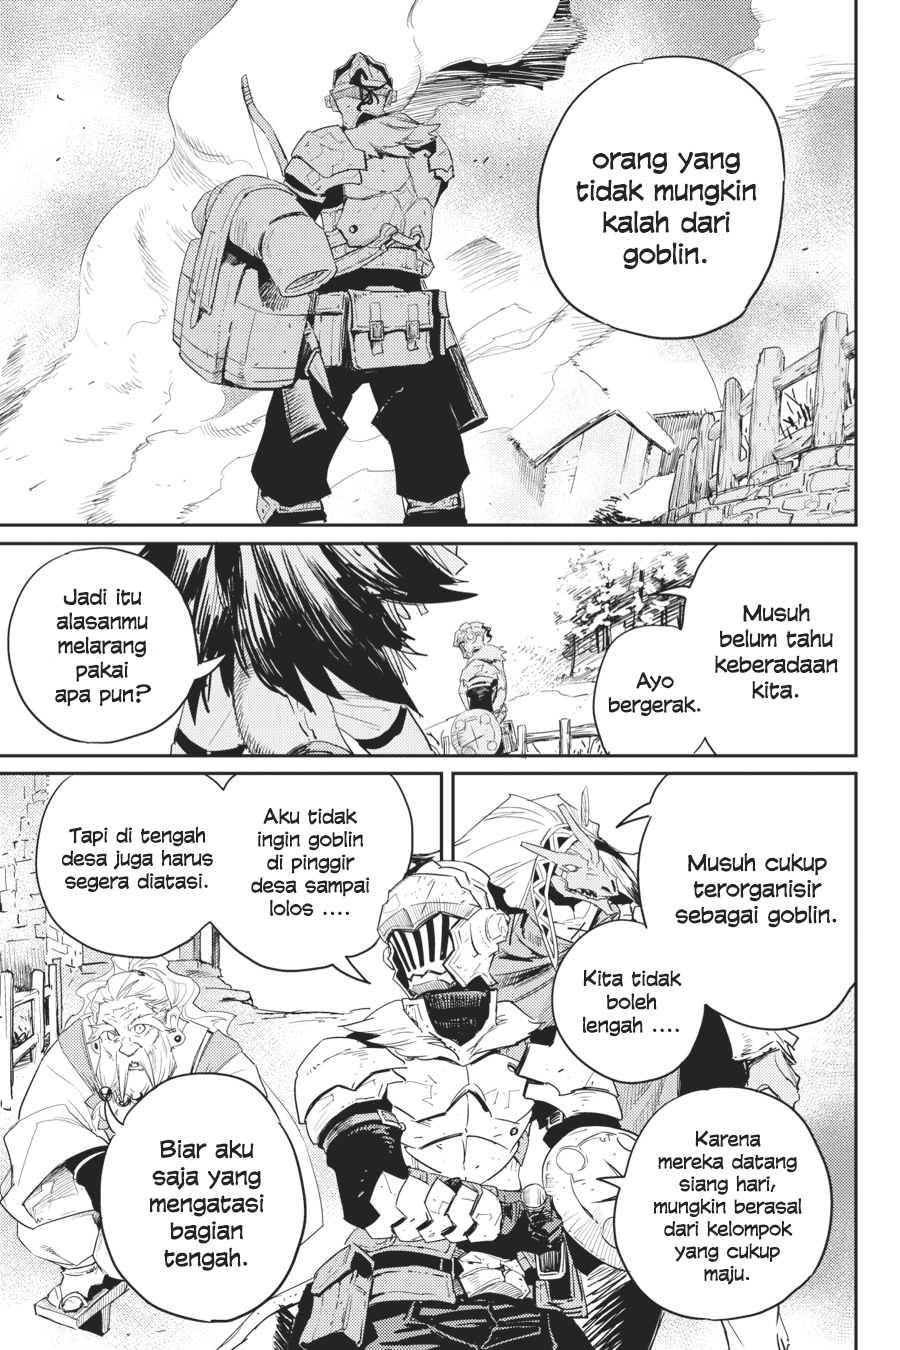 orang yang
tidak mungkin
kalah dari
goblin.
Musuh
belum tahu
keberadaan
kita.
Ayo
bergerak.
Jadi itu
alasanmu
melarang
pakai
apa pun?
Musuh cukup
terorganisir
sebagai goblin.
Kita tidak
boleh
lengah ....
Karena
mereka datang
siang hari,
mungkin berasal
dari kelompok
yang cukup
maju.
Aku tidak
ingin goblin
di pinggir
desa sampai
lolos ....
Tapi di tengah
desa juga harus
segera diatasi.
Biar aku
saja yang
mengatasi
bagian
tengah.